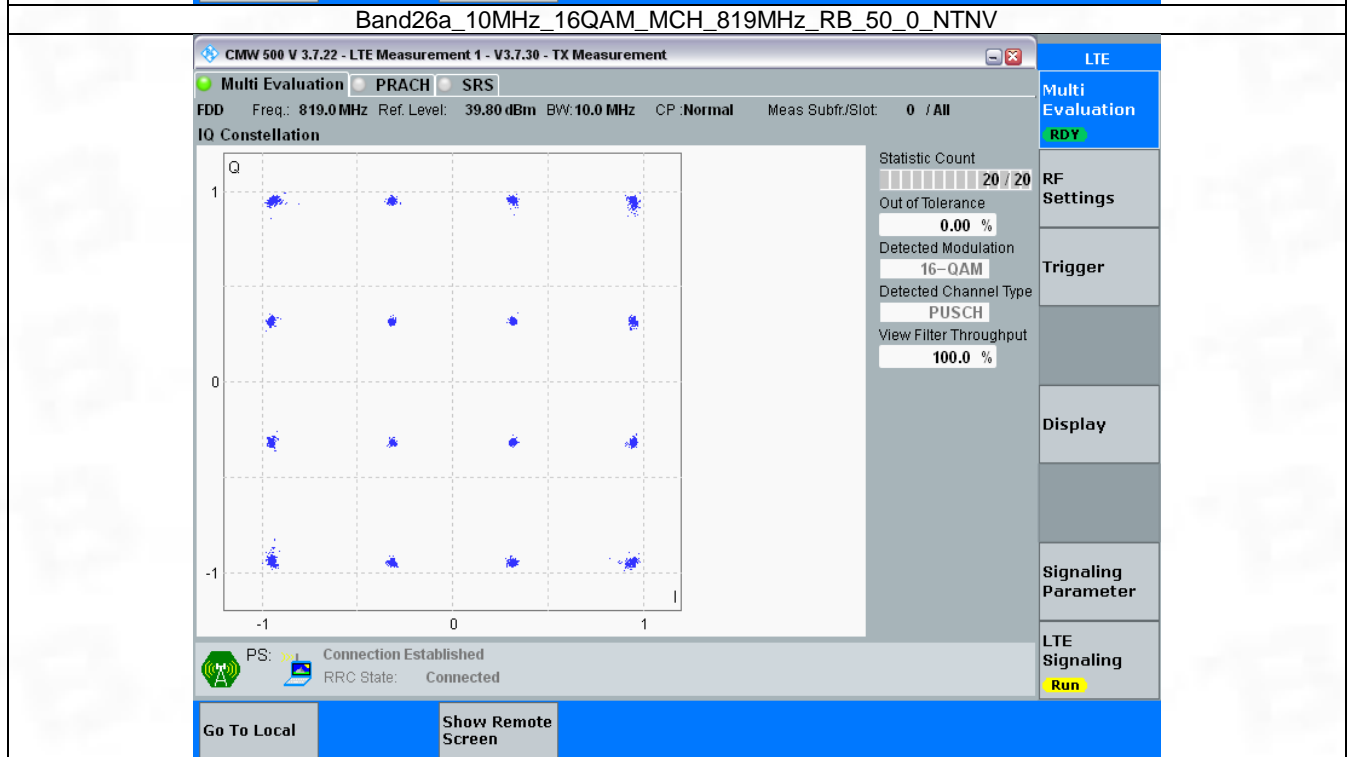 Band26a_10MHz_16QAM_MCH_819MHz_RB_50_0_NTNV
CMW 500 V 3.7.22 - LTE Measurement 1 - V3.7.30 - TX Measurement
LTE
Multi Evaluation PRACH SRS
Multi
Evaluation
RDY
FDD Freq.: 819.0 MHz Ref. Level: 39.80 dBm BW: 10.0 MHz CP :Normal Meas Subfr./Slot: 0 / All
IQ Constellation
Q
1
0
-1
I
-1 0 1
Statistic Count
20 / 20
Out of Tolerance
0.00 %
Detected Modulation
16-QAM
Detected Channel Type
PUSCH
View Filter Throughput
100.0 %
RF
Settings
Trigger
Display
Signaling
Parameter
LTE
Signaling
Run
PS: Connection Established
RRC State: Connected
Go To Local
Show Remote
Screen